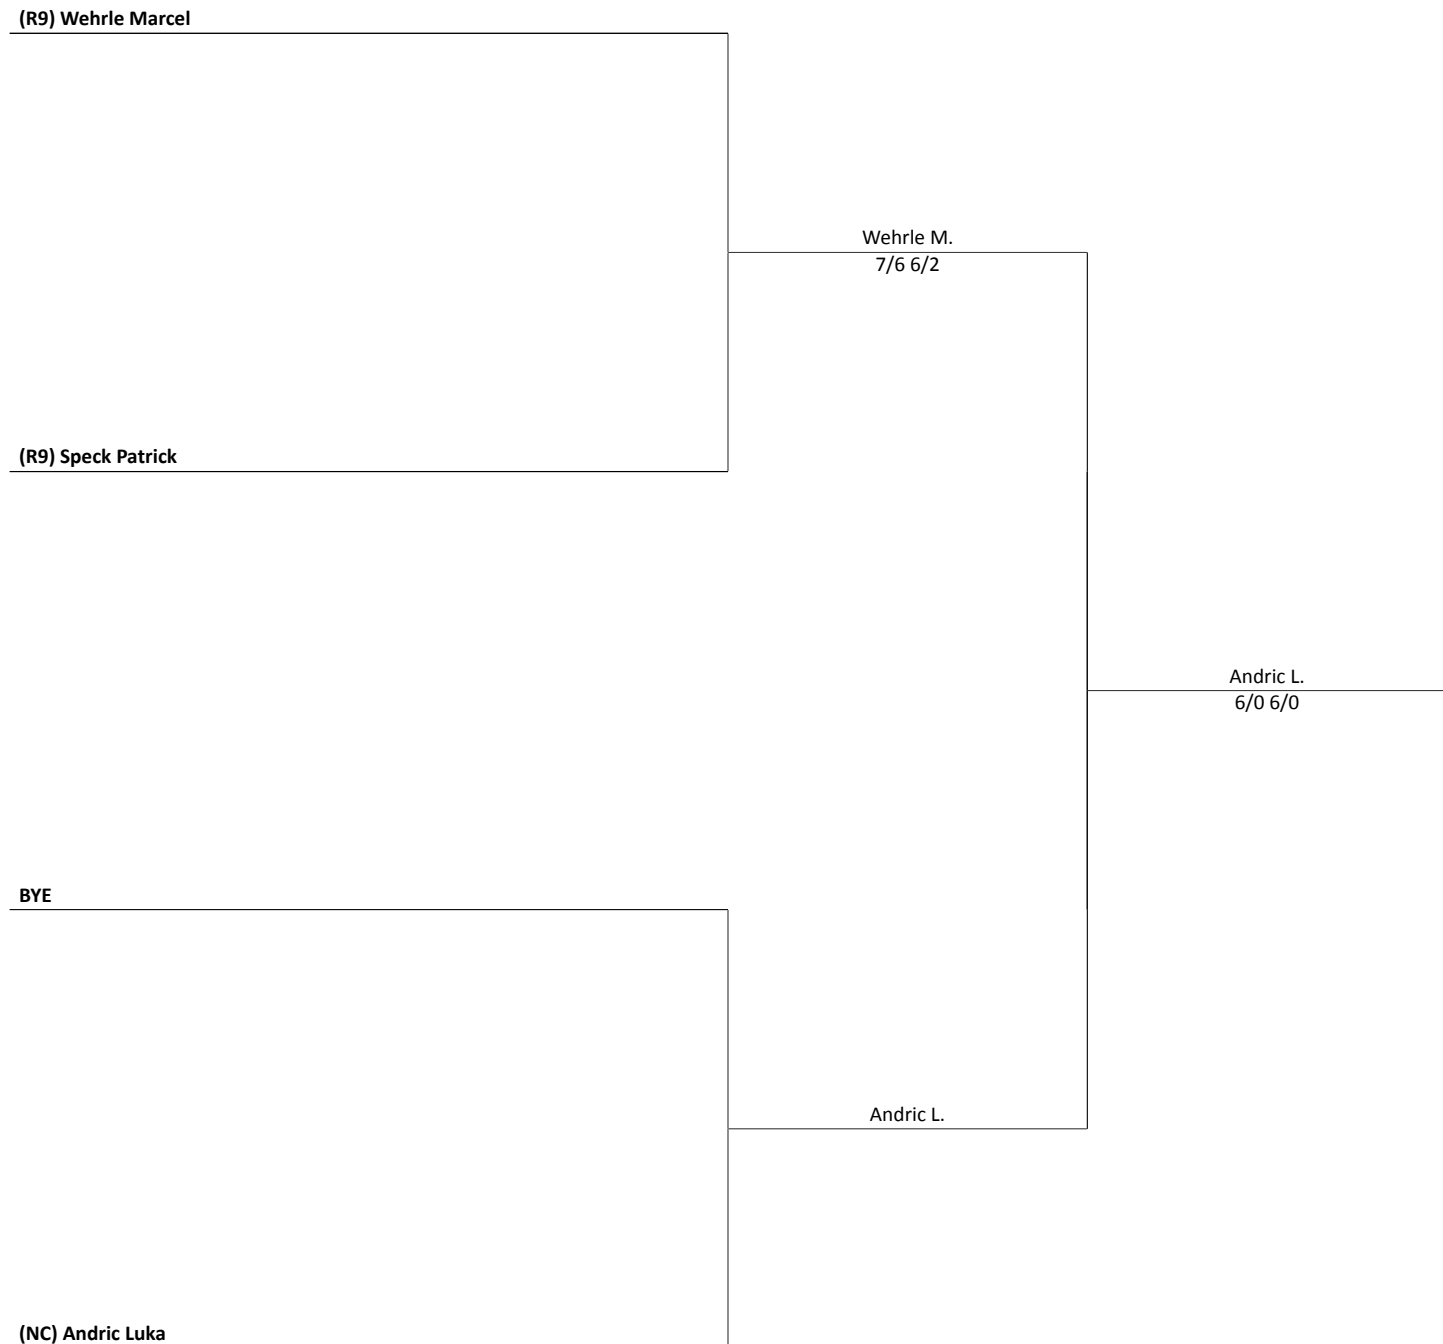 (R9) Wehrle Marcel
Wehrle M.
7/6 6/2
(R9) Speck Patrick
Andric L.
6/0 6/0
BYE
Andric L.
(NC) Andric Luka